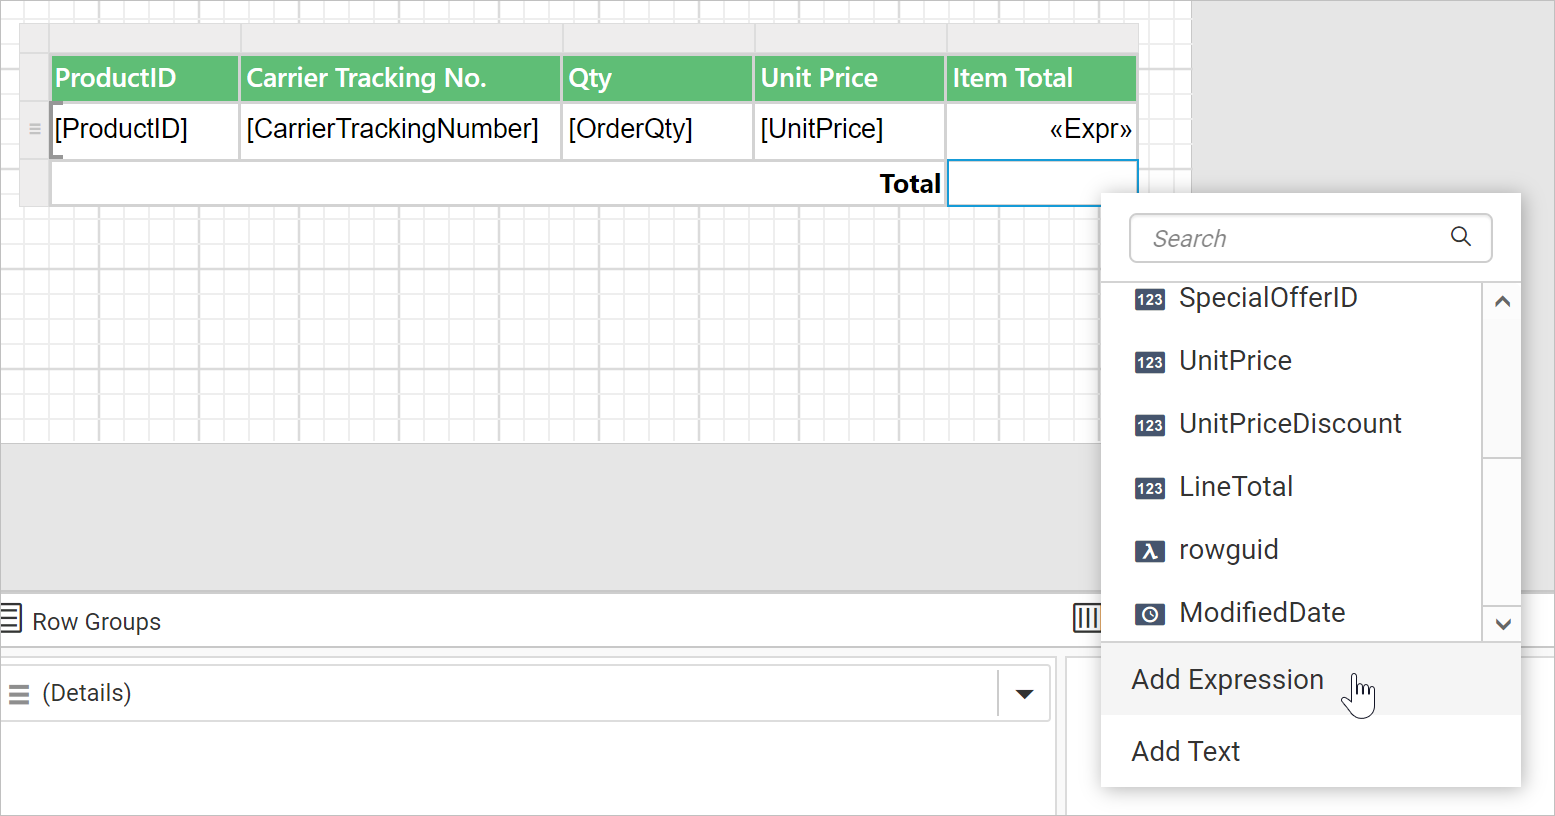 ProductID Carrier Tracking No. Qty Unit Price Item Total
[ProductID] [CarrierTrackingNumber] [OrderQty] [UnitPrice] «Expr»
Total
Search
123 SpecialOfferID
123 UnitPrice
123 UnitPriceDiscount
123 LineTotal
λ rowguid
ModifiedDate
Add Expression
Add Text
Row Groups
(Details)